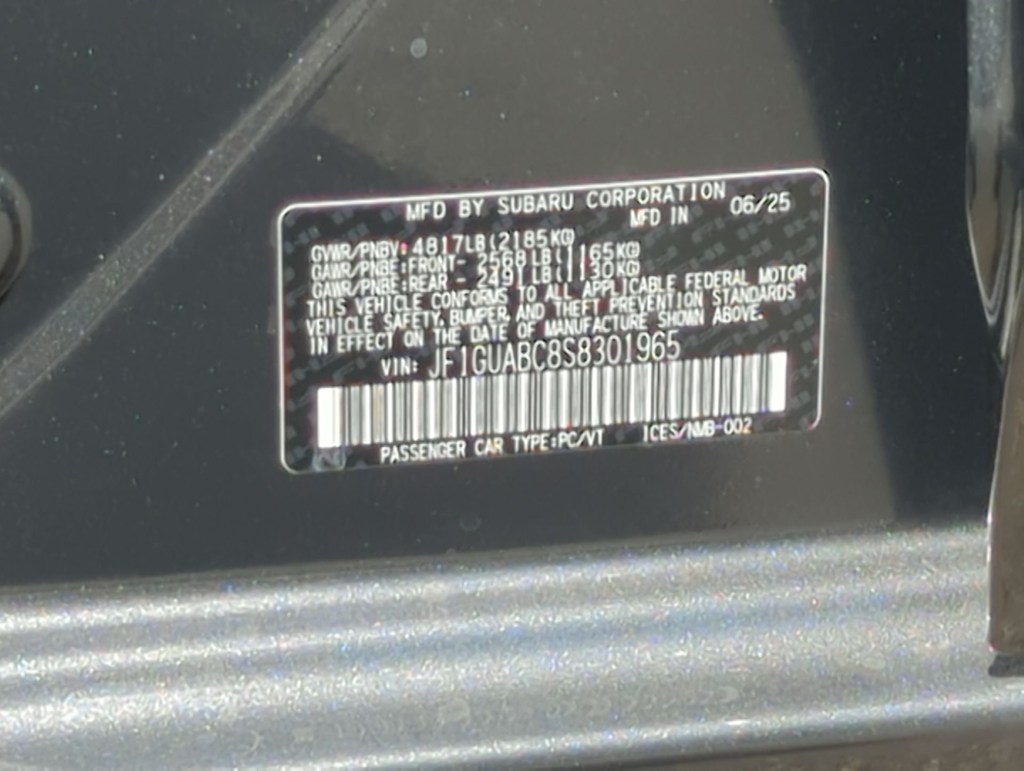 MFD BY SUBARU CORPORATION
MFD IN 06/25
GVWR/PNBV: 4817LB(2185KG)
GAWR/PNBE:FRONT- 2568LB(1165KG)
GAWR/PNBE:REAR - 2491LB(1130KG)
THIS VEHICLE CONFORMS TO ALL APPLICABLE FEDERAL MOTOR
VEHICLE SAFETY, BUMPER, AND THEFT PREVENTION STANDARDS
IN EFFECT ON THE DATE OF MANUFACTURE SHOWN ABOVE.
VIN: JF1GUABC8S8301965
PASSENGER CAR TYPE:PC/VT ICES/NMB-002